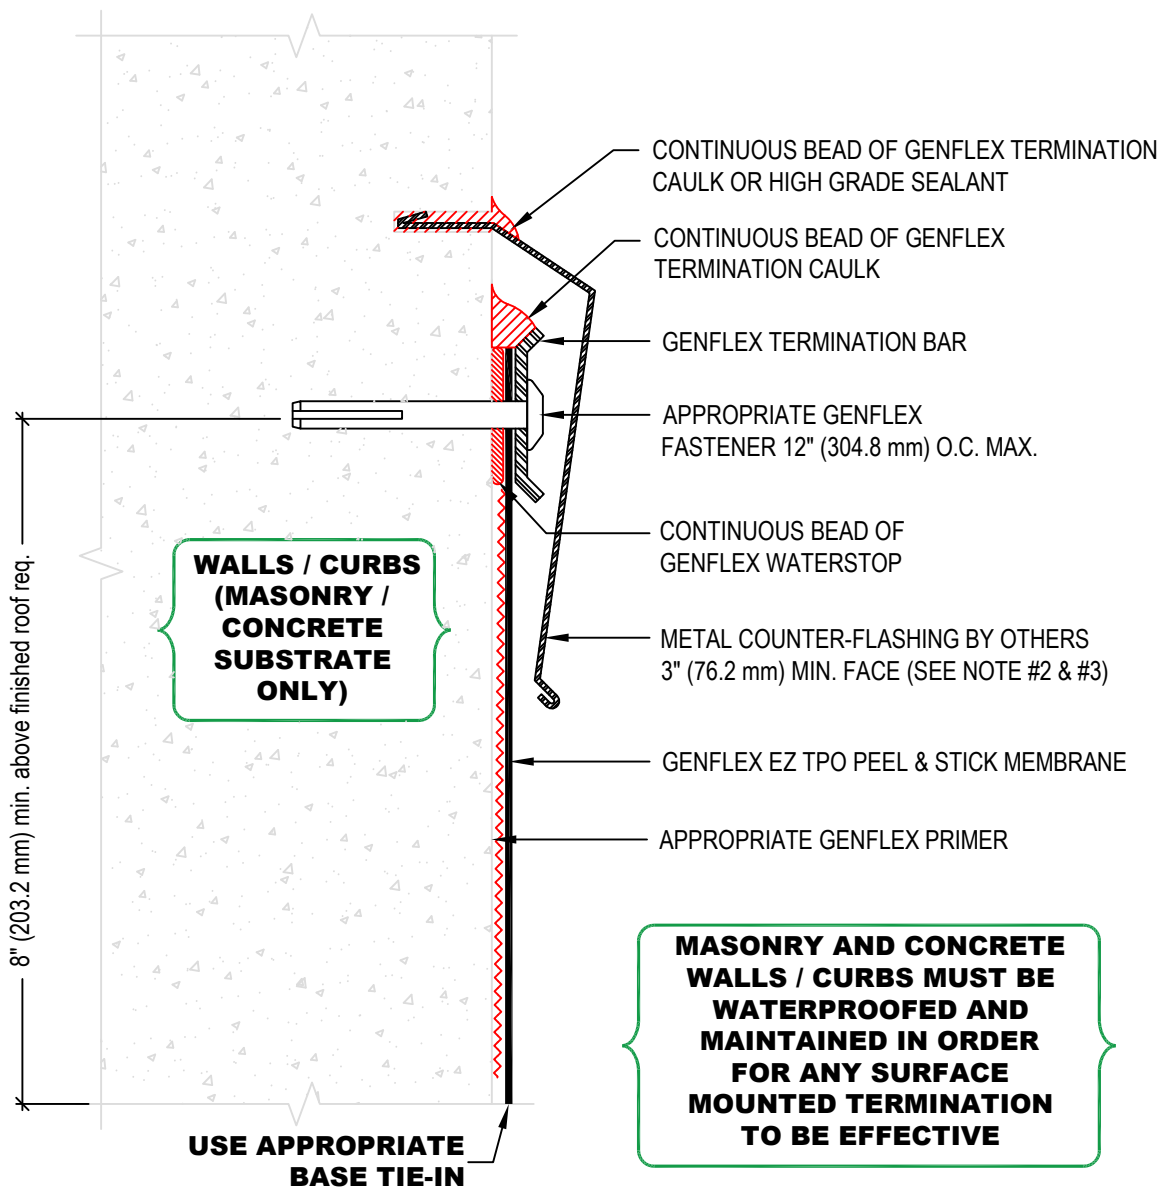 CONTINUOUS BEAD OF GENFLEX TERMINATION
CAULK OR HIGH GRADE SEALANT
CONTINUOUS BEAD OF GENFLEX
TERMINATION CAULK
GENFLEX TERMINATION BAR
APPROPRIATE GENFLEX
FASTENER 12" (304.8 mm) O.C. MAX.
CONTINUOUS BEAD OF
GENFLEX WATERSTOP
METAL COUNTER-FLASHING BY OTHERS
3" (76.2 mm) MIN. FACE (SEE NOTE #2 & #3)
GENFLEX EZ TPO PEEL & STICK MEMBRANE
APPROPRIATE GENFLEX PRIMER
WALLS / CURBS
(MASONRY /
CONCRETE
SUBSTRATE
ONLY)
8" (203.2 mm) min. above finished roof req.
MASONRY AND CONCRETE
WALLS / CURBS MUST BE
WATERPROOFED AND
MAINTAINED IN ORDER
FOR ANY SURFACE
MOUNTED TERMINATION
TO BE EFFECTIVE
USE APPROPRIATE
BASE TIE-IN